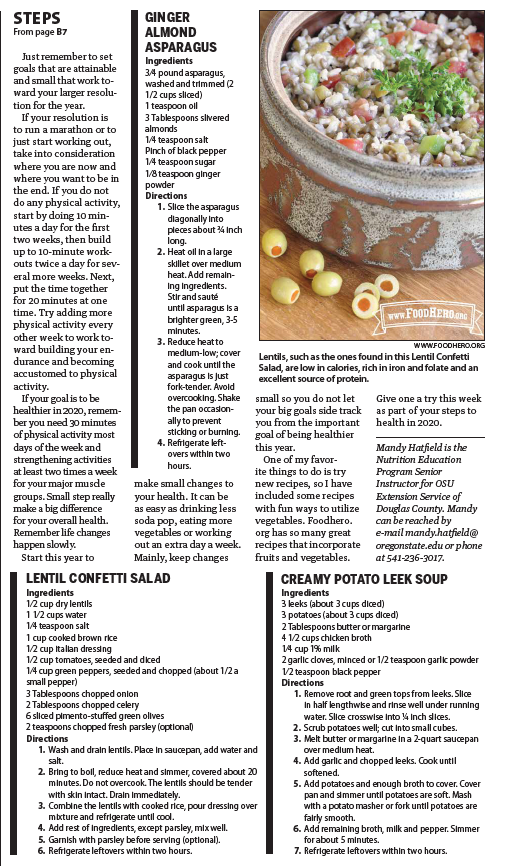 STEPS
From page B7
Just remember to set
goals that are attainable
and small that work to-
ward your larger resolu-
tion for the year.
If your resolution is
to run a marathon or to
just start working out,
take into consideration
where you are now and
where you want to be in
the end. If you do not
do any physical activity,
start by doing 10 min-
utes a day for the first
two weeks, then build
up to 10-minute work-
outs twice a day for sev-
eral more weeks. Next,
put the time together
for 20 minutes at one
time. Try adding more
physical activity every
other week to work to-
ward building your en-
durance and becoming
accustomed to physical
activity.
If your goal is to be
healthier in 2020, remem-
ber you need 30 minutes
of physical activity most
days of the week and
strengthening activities
at least two times a week
for your major muscle
groups. Small step really
make a big difference
for your overall health.
Remember life changes
happen slowly.
Start this year to
make small changes to
your health. It can be
as easy as drinking less
soda pop, eating more
vegetables or working
out an extra day a week.
Mainly, keep changes
small so you do not let
your big goals side track
you from the important
goal of being healthier
this year.
One of my favor-
ite things to do is try
new recipes, so I have
included some recipes
with fun ways to utilize
vegetables. Foodhero.
org has so many great
recipes that incorporate
fruits and vegetables.
Give one a try this week
as part of your steps to
health in 2020.
Mandy Hatfield is the
Nutrition Education
Program Senior
Instructor for OSU
Extension Service of
Douglas County. Mandy
can be reached by
e-mail mandy.hatfield@
oregonstate.edu or phone
at 541-236-3017.
GINGER
ALMOND
ASPARAGUS
Ingredients
3/4 pound asparagus,
washed and trimmed (2
1/2 cups sliced)
1 teaspoon oil
3 Tablespoons slivered
almonds
1/4 teaspoon salt
Pinch of black pepper
1/4 teaspoon sugar
1/8 teaspoon ginger
powder
Directions
1. Slice the asparagus
diagonally into
pieces about ¾ inch
long.
2. Heat oil in a large
skillet over medium
heat. Add remain-
ing ingredients.
Stir and sauté
until asparagus is a
brighter green, 3-5
minutes.
3. Reduce heat to
medium-low; cover
and cook until the
asparagus is just
fork-tender. Avoid
overcooking. Shake
the pan occasion-
ally to prevent
sticking or burning.
4. Refrigerate left-
overs within two
hours.
WWW.FOODHERO.ORG
WWW.FOODHERO.ORG
Lentils, such as the ones found in this Lentil Confetti
Salad, are low in calories, rich in iron and folate and an
excellent source of protein.
LENTIL CONFETTI SALAD
Ingredients
1/2 cup dry lentils
1 1/2 cups water
1/4 teaspoon salt
1 cup cooked brown rice
1/2 cup Italian dressing
1/2 cup tomatoes, seeded and diced
1/4 cup green peppers, seeded and chopped (about 1/2 a
small pepper)
3 Tablespoons chopped onion
2 Tablespoons chopped celery
6 sliced pimento-stuffed green olives
2 teaspoons chopped fresh parsley (optional)
Directions
1. Wash and drain lentils. Place in saucepan, add water and
salt.
2. Bring to boil, reduce heat and simmer, covered about 20
minutes. Do not overcook. The lentils should be tender
with skin intact. Drain immediately.
3. Combine the lentils with cooked rice, pour dressing over
mixture and refrigerate until cool.
4. Add rest of ingredients, except parsley, mix well.
5. Garnish with parsley before serving (optional).
6. Refrigerate leftovers within two hours.
CREAMY POTATO LEEK SOUP
Ingredients
3 leeks (about 3 cups diced)
3 potatoes (about 3 cups diced)
2 Tablespoons butter or margarine
4 1/2 cups chicken broth
1/4 cup 1% milk
2 garlic cloves, minced or 1/2 teaspoon garlic powder
1/2 teaspoon black pepper
Directions
1. Remove root and green tops from leeks. Slice
in half lengthwise and rinse well under running
water. Slice crosswise into ¼ inch slices.
2. Scrub potatoes well; cut into small cubes.
3. Melt butter or margarine in a 2-quart saucepan
over medium heat.
4. Add garlic and chopped leeks. Cook until
softened.
5. Add potatoes and enough broth to cover. Cover
pan and simmer until potatoes are soft. Mash
with a potato masher or fork until potatoes are
fairly smooth.
6. Add remaining broth, milk and pepper. Simmer
for about 5 minutes.
7. Refrigerate leftovers within two hours.